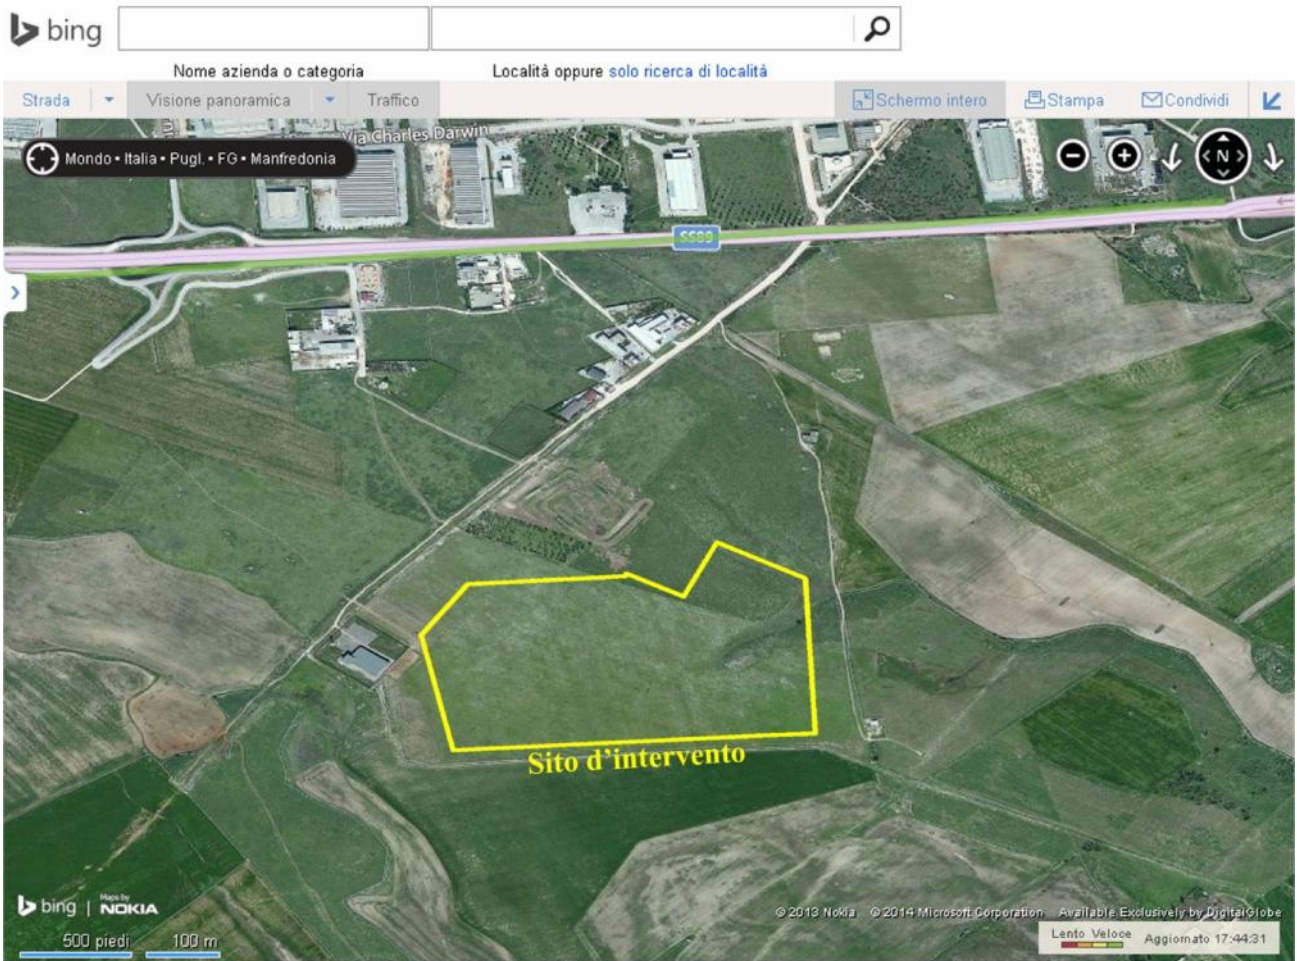 bing
Nome azienda o categoria
Località oppure solo ricerca di località
Strada
Visione panoramica
Traffico
Schermo intero
Stampa
Condividi
Via Charles Darwin
Mondo • Italia • Pugl. • FG • Manfredonia
N
SS89
Sito d'intervento
bing | Maps by NOKIA
© 2013 Nokia © 2014 Microsoft Corporation Available Exclusively by DigitalGlobe
500 piedi 100 m
Lento Veloce Aggiornato 17:44:31